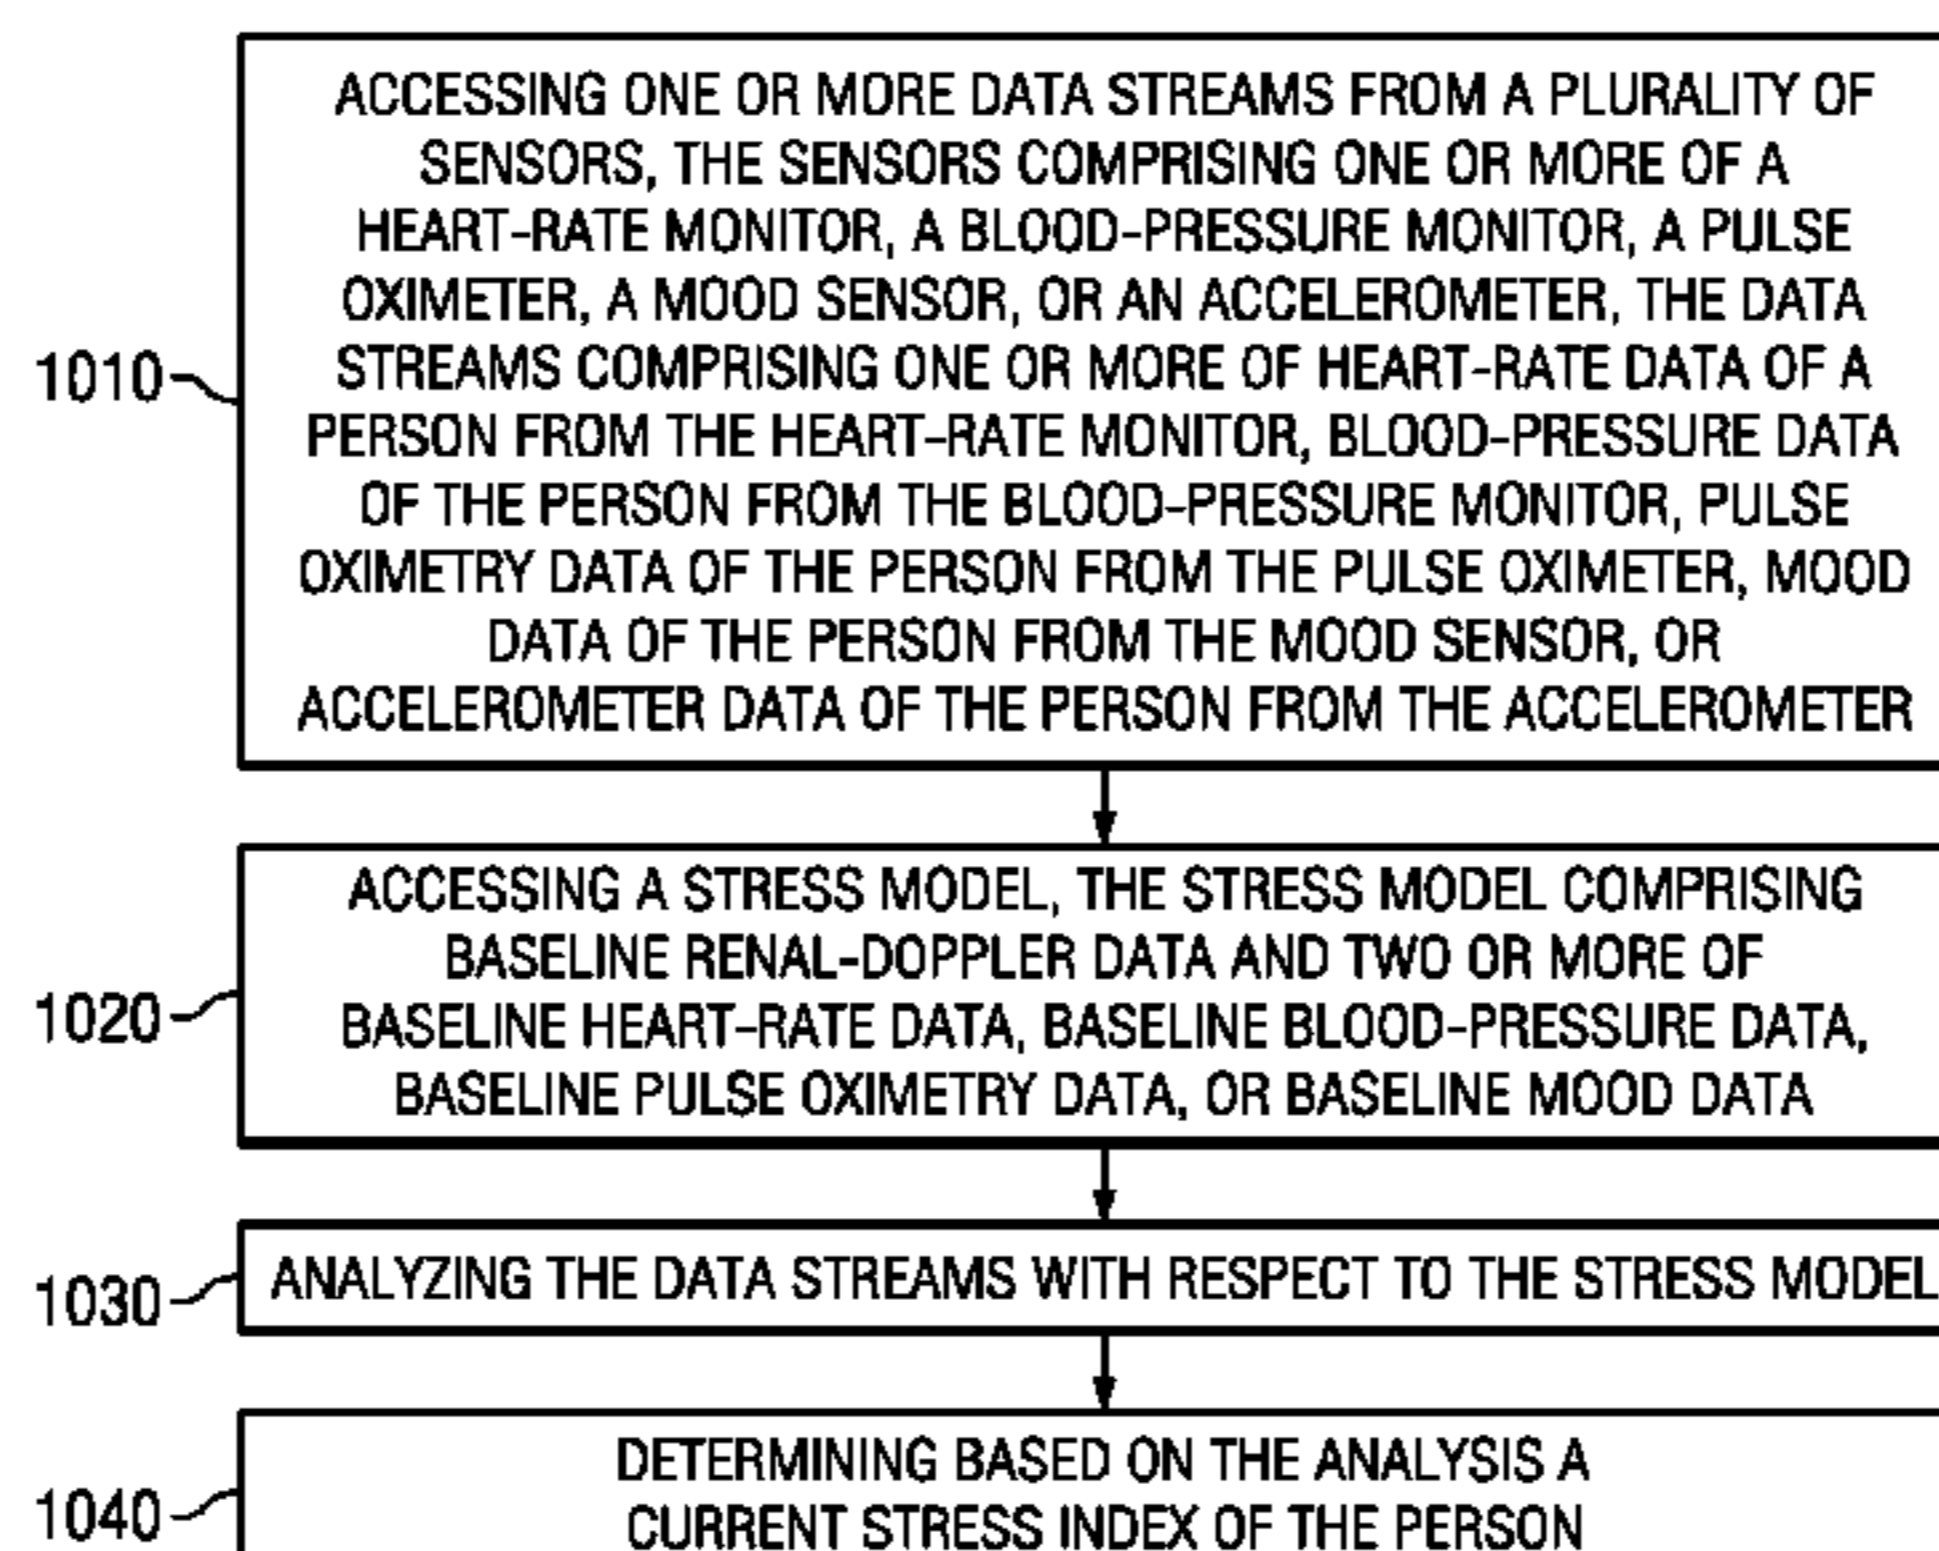 ACCESSING ONE OR MORE DATA STREAMS FROM A PLURALITY OF
SENSORS, THE SENSORS COMPRISING ONE OR MORE OF A
HEART-RATE MONITOR, A BLOOD-PRESSURE MONITOR, A PULSE
OXIMETER, A MOOD SENSOR, OR AN ACCELEROMETER, THE DATA
1010
STREAMS COMPRISING ONE OR MORE OF HEART-RATE DATA OF A
PERSON FROM THE HEART-RATE MONITOR, BLOOD-PRESSURE DATA
OF THE PERSON FROM THE BLOOD-PRESSURE MONITOR, PULSE
OXIMETRY DATA OF THE PERSON FROM THE PULSE OXIMETER, MOOD
DATA OF THE PERSON FROM THE MOOD SENSOR, OR
ACCELEROMETER DATA OF THE PERSON FROM THE ACCELEROMETER
ACCESSING A STRESS MODEL, THE STRESS MODEL COMPRISING
BASELINE RENAL-DOPPLER DATA AND TWO OR MORE OF
1020
BASELINE HEART-RATE DATA, BASELINE BLOOD-PRESSURE DATA,
BASELINE PULSE OXIMETRY DATA, OR BASELINE MOOD DATA
1030
ANALYZING THE DATA STREAMS WITH RESPECT TO THE STRESS MODEL
DETERMINING BASED ON THE ANALYSIS A
1040
CURRENT STRESS INDEX OF THE PERSON